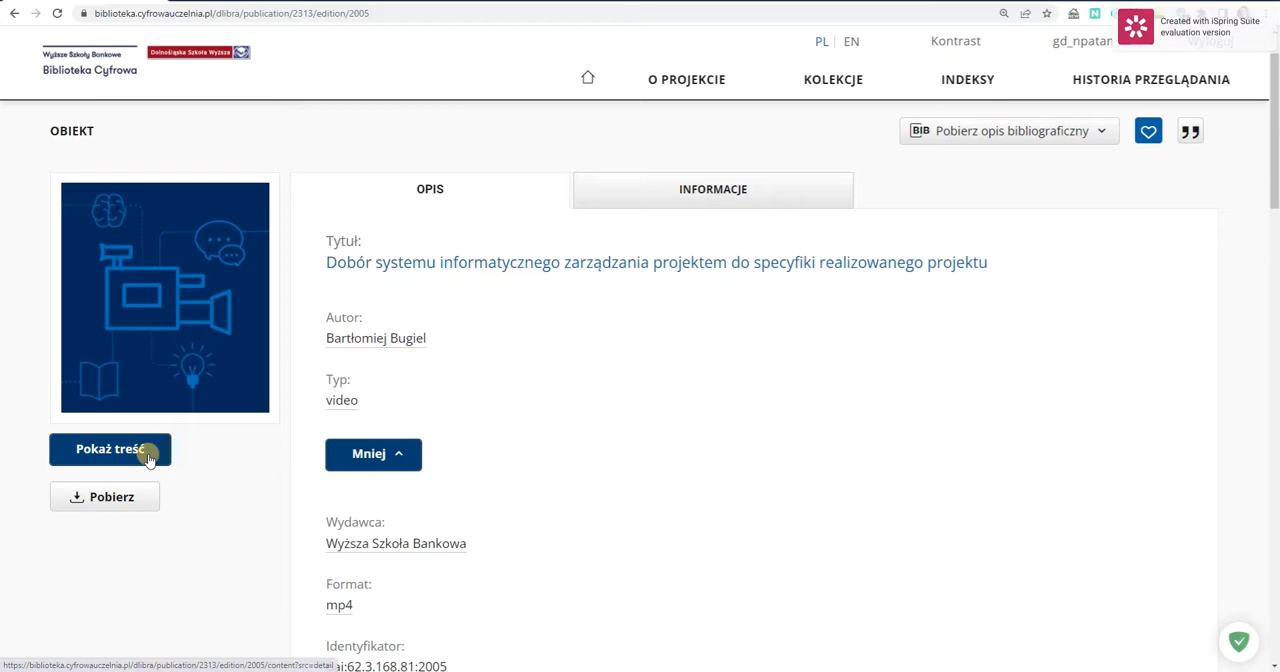 biblioteka.cyfrowauczelnia.pl/dlibra/publication/2313/edition/2005
Created with iSpring Suite
evaluation version
Wyższe Szkoły Bankowe
Dolnośląska Szkoła Wyższa
Biblioteka Cyfrowa
PL | EN
Kontrast
gd_npatan
Wyloguj
O PROJEKCIE
KOLEKCJE
INDEKSY
HISTORIA PRZEGLĄDANIA
OBIEKT
BIB Pobierz opis bibliograficzny
OPIS
INFORMACJE
Tytuł:
Dobór systemu informatycznego zarządzania projektem do specyfiki realizowanego projektu
Autor:
Bartłomiej Bugiel
Typ:
video
Pokaż treść
Mniej
Pobierz
Wydawca:
Wyższa Szkoła Bankowa
Format:
mp4
Identyfikator:
oai:62.3.168.81:2005
https://biblioteka.cyfrowauczelnia.pl/dlibra/publication/2313/edition/2005/content?src=detail